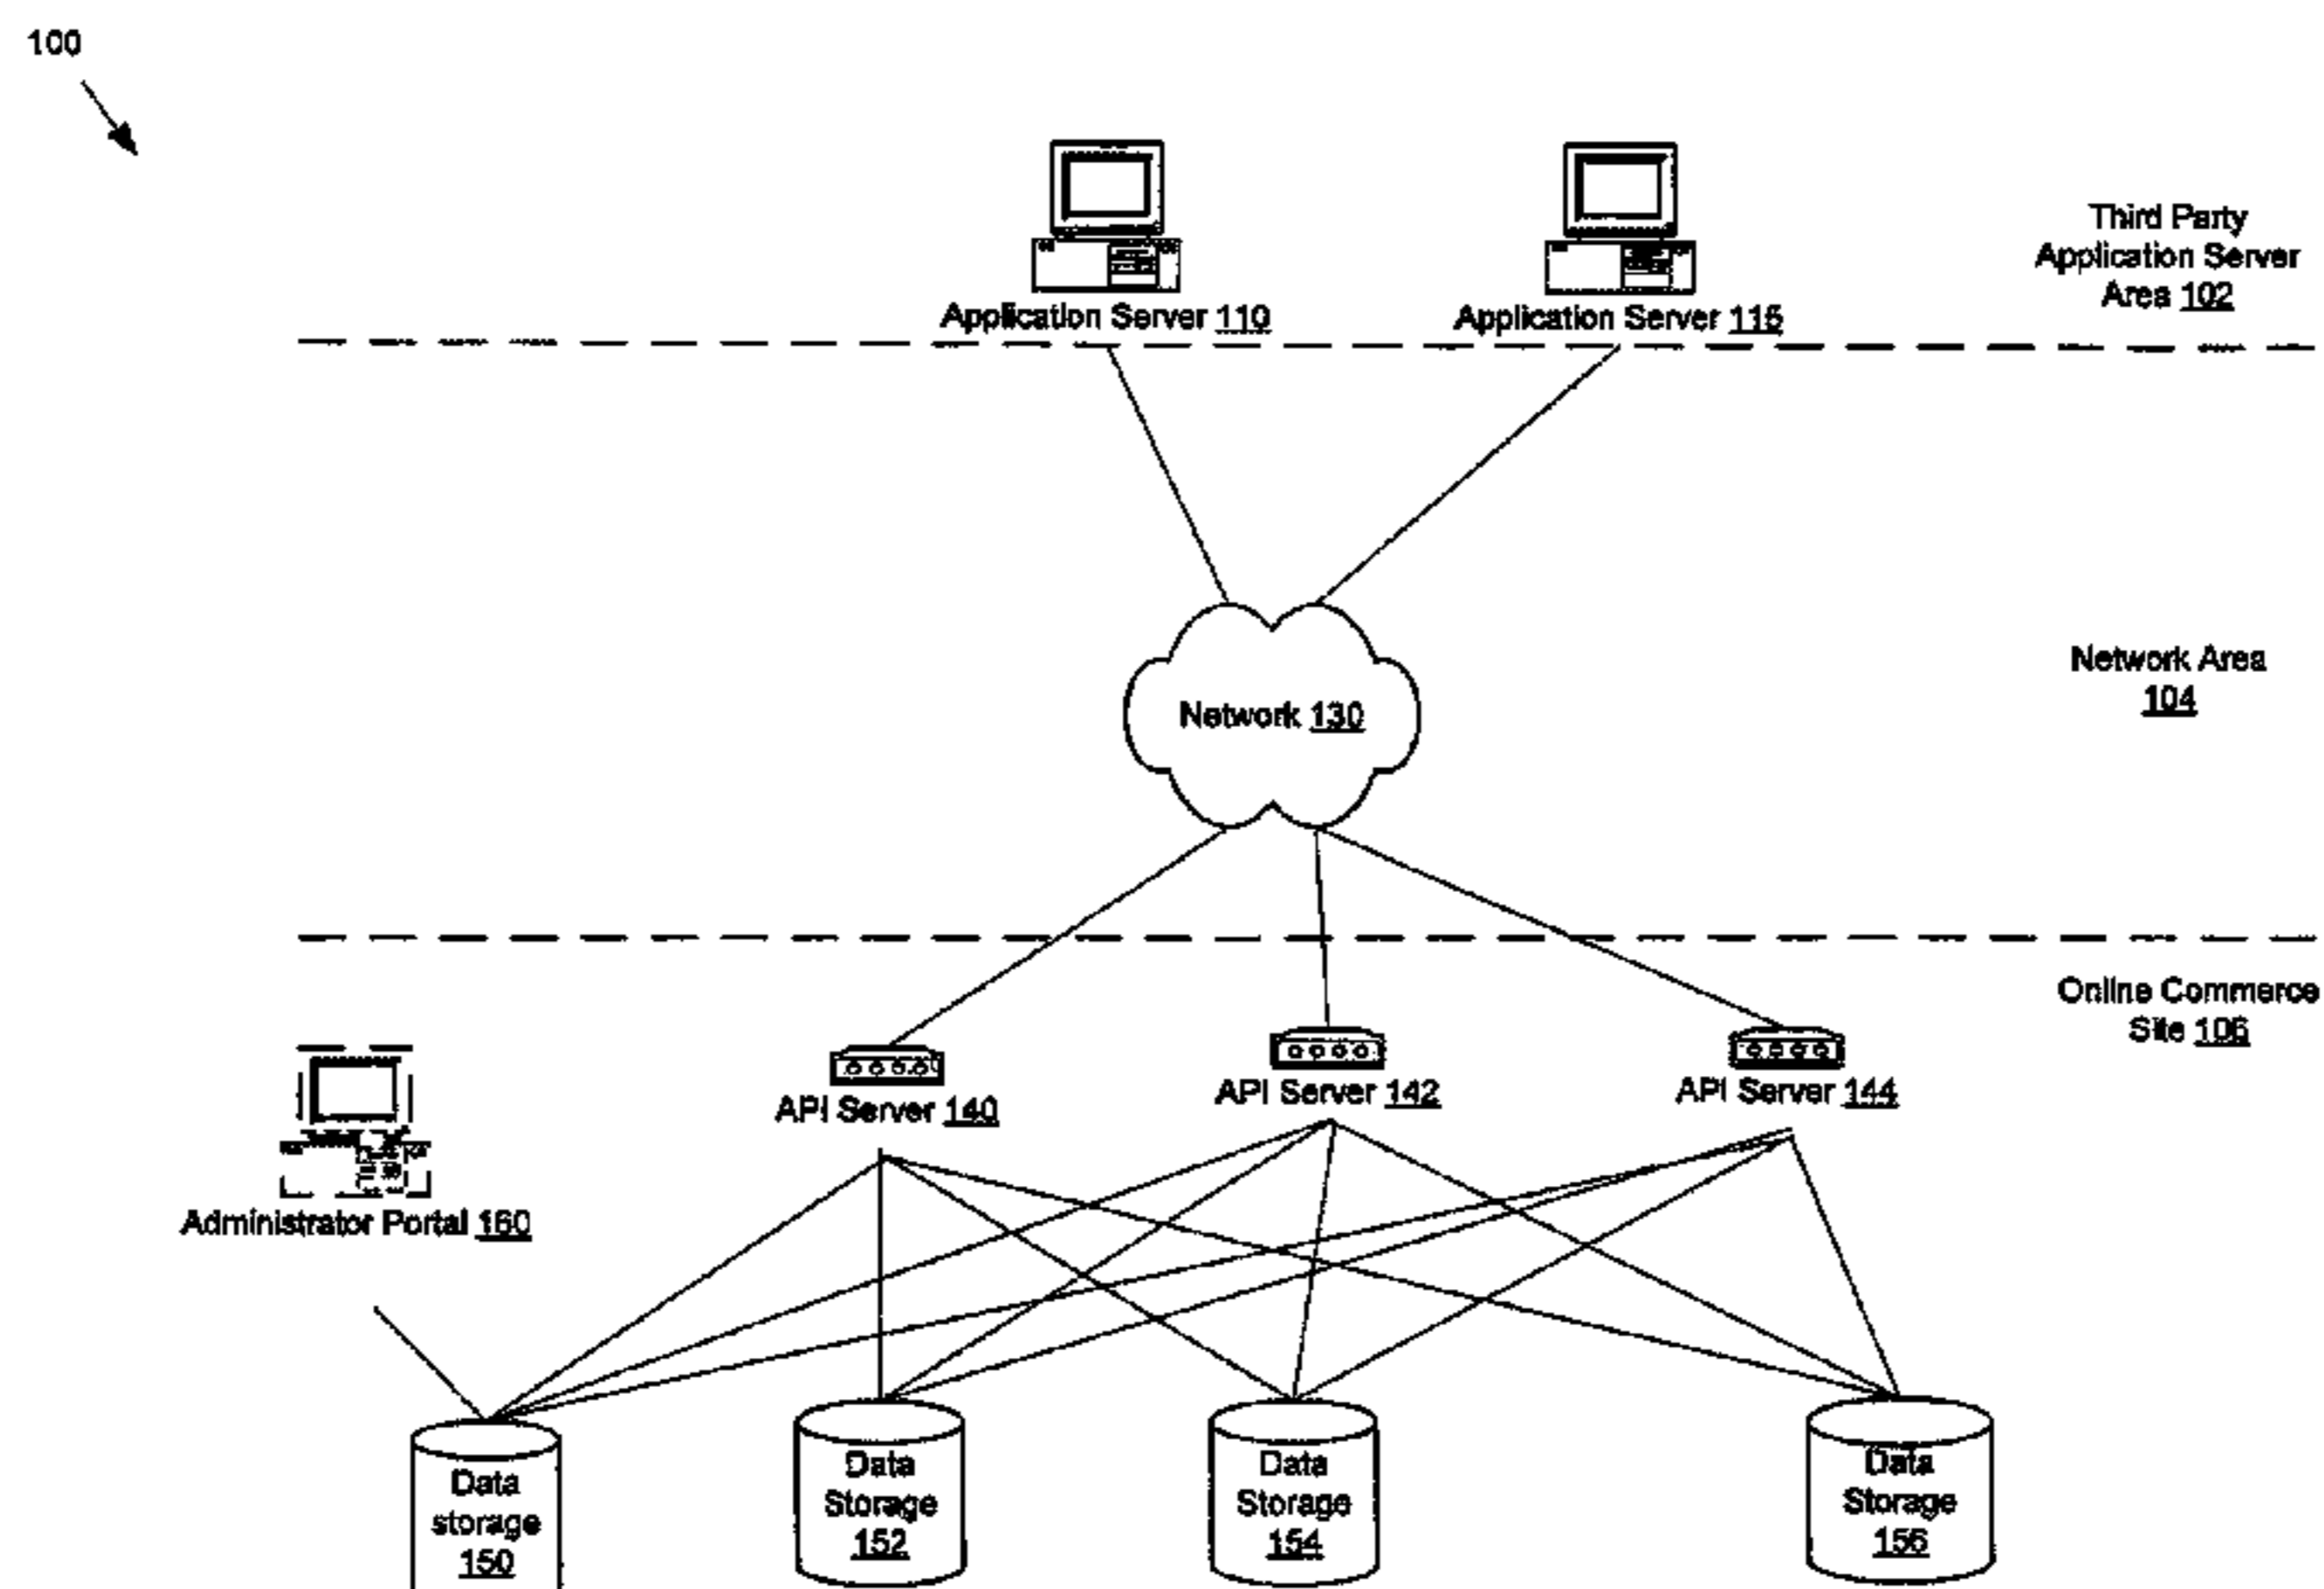 100
Third Party
Application Server
Area 102
Application Server 110
Application Server 115
Network Area
104
Network 130
Online Commerce
Site 106
API Server 140
API Server 142
API Server 144
Administrator Portal 160
Data
storage
150
Data
Storage
152
Data
Storage
154
Data
Storage
156